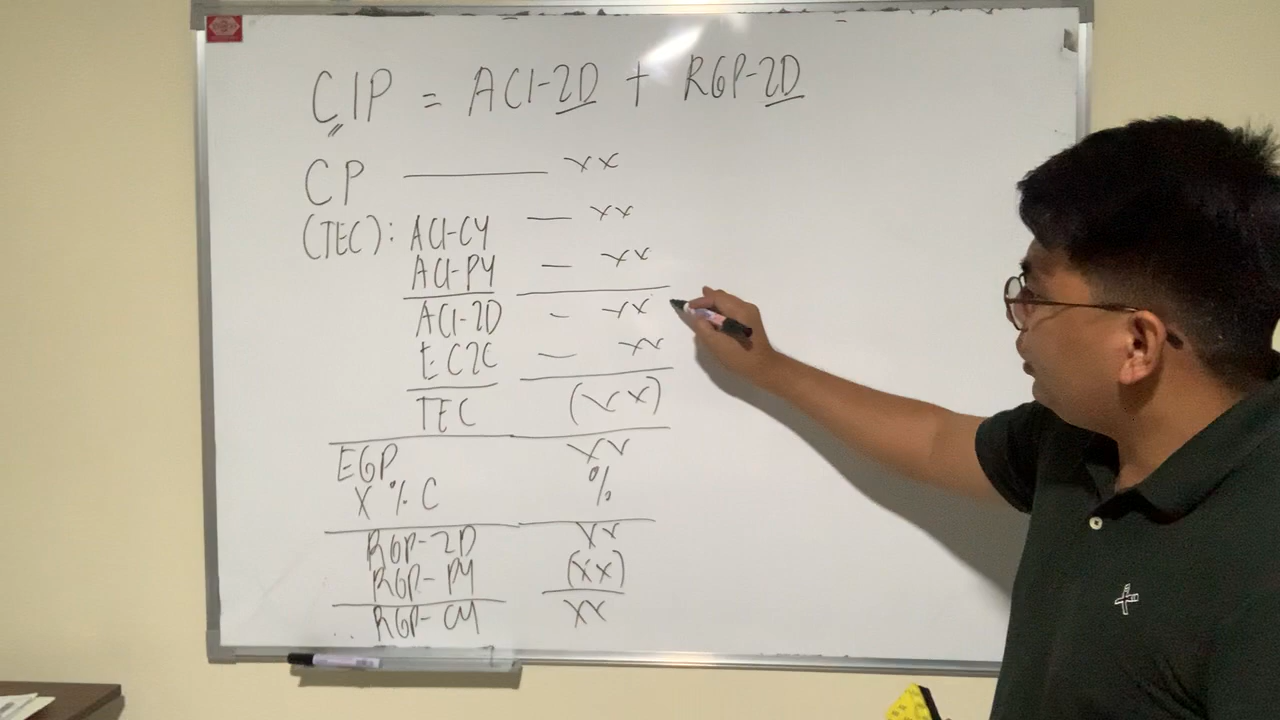 CIP = ACI-2D + RGP-2D
CP xx
(TEC): ACI-CY — xx
ACI-PY — xx
ACI-2D — xx
EC2C — xx
TEC (xx)
EGP xx
X % C %
RGP-2D xx
RGP-PY (xx)
RGP-CY xx